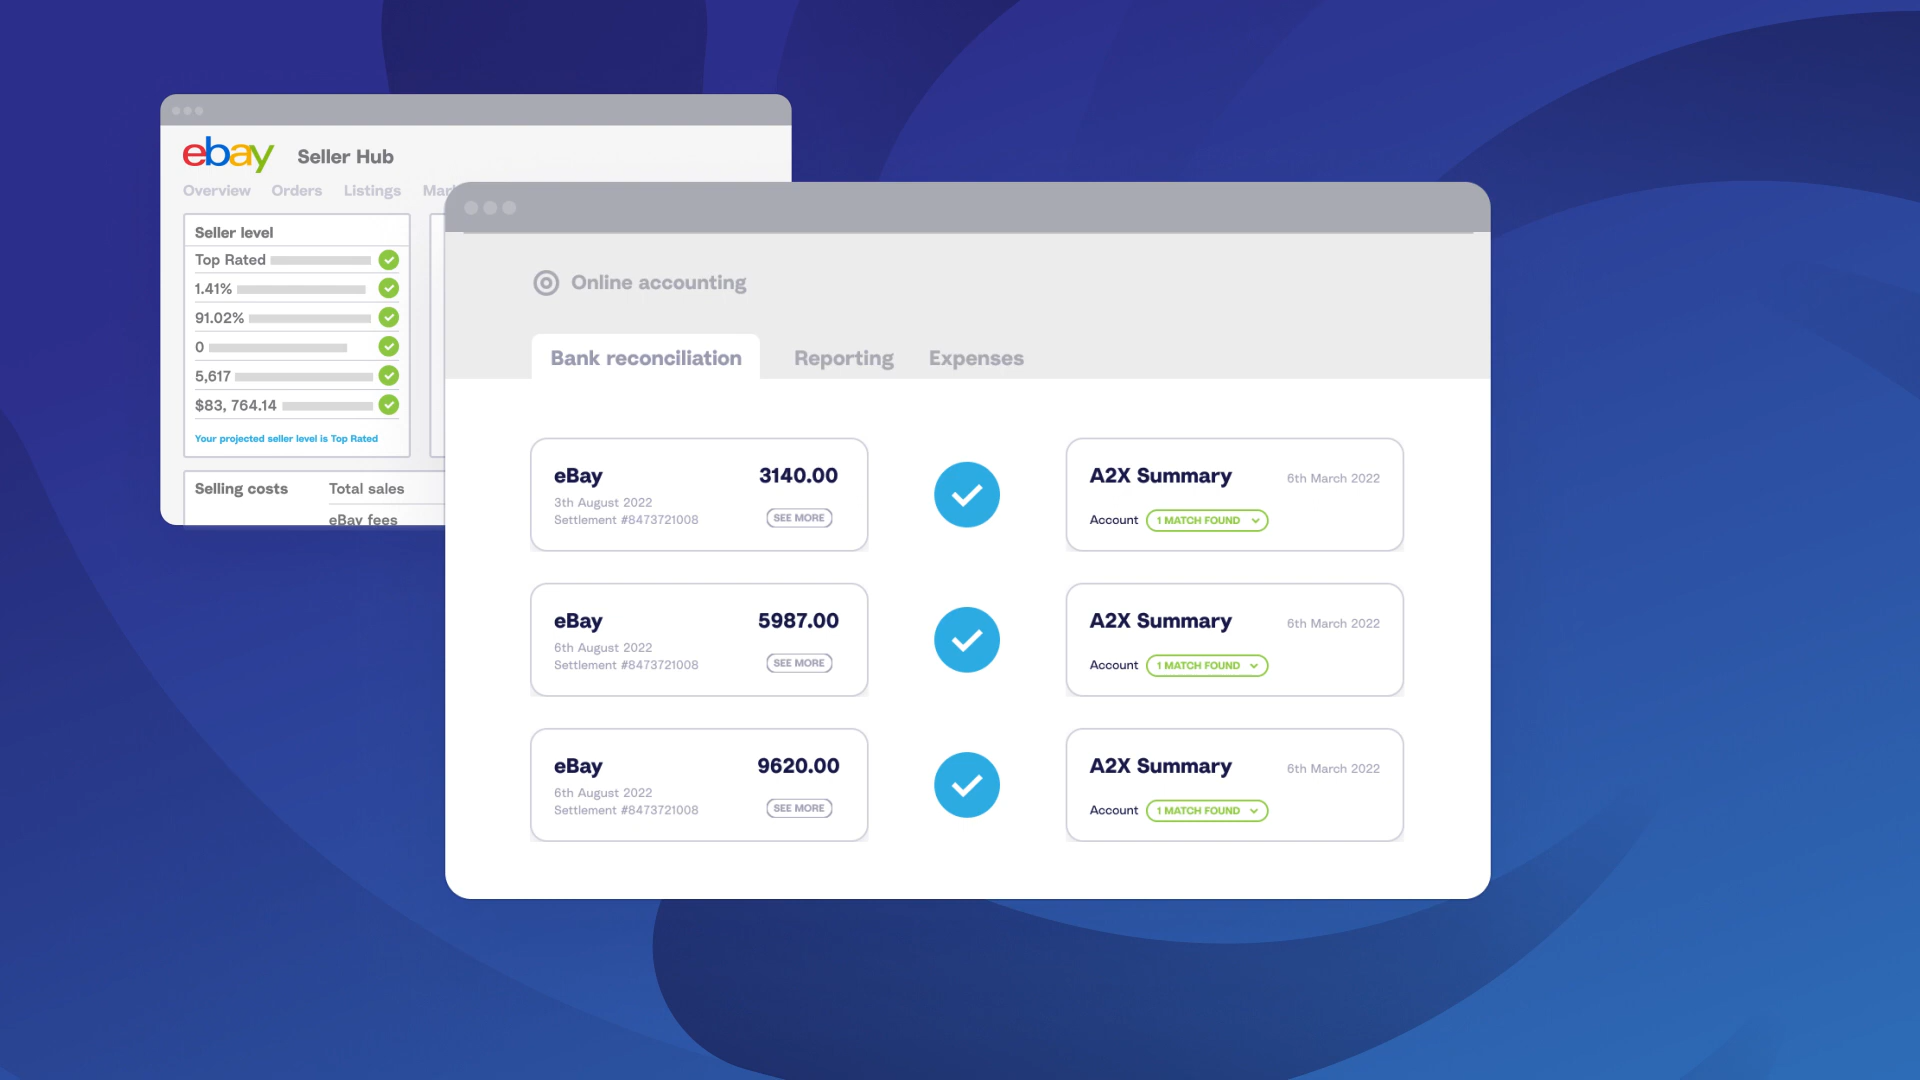 ebay Seller Hub
Overview Orders Listings
Seller level
Top Rated
1.41%
91.02%
0
5,617
$83, 764.14
Your projected seller level is Top Rated
Selling costs Total sales
eBay fees
Online accounting
Bank reconciliation Reporting Expenses
eBay 3140.00
3th August 2022
Settlement #8473721008 SEE MORE
A2X Summary 6th March 2022
Account 1 MATCH FOUND
eBay 5987.00
6th August 2022
Settlement #8473721008 SEE MORE
A2X Summary 6th March 2022
Account 1 MATCH FOUND
eBay 9620.00
6th August 2022
Settlement #8473721008 SEE MORE
A2X Summary 6th March 2022
Account 1 MATCH FOUND